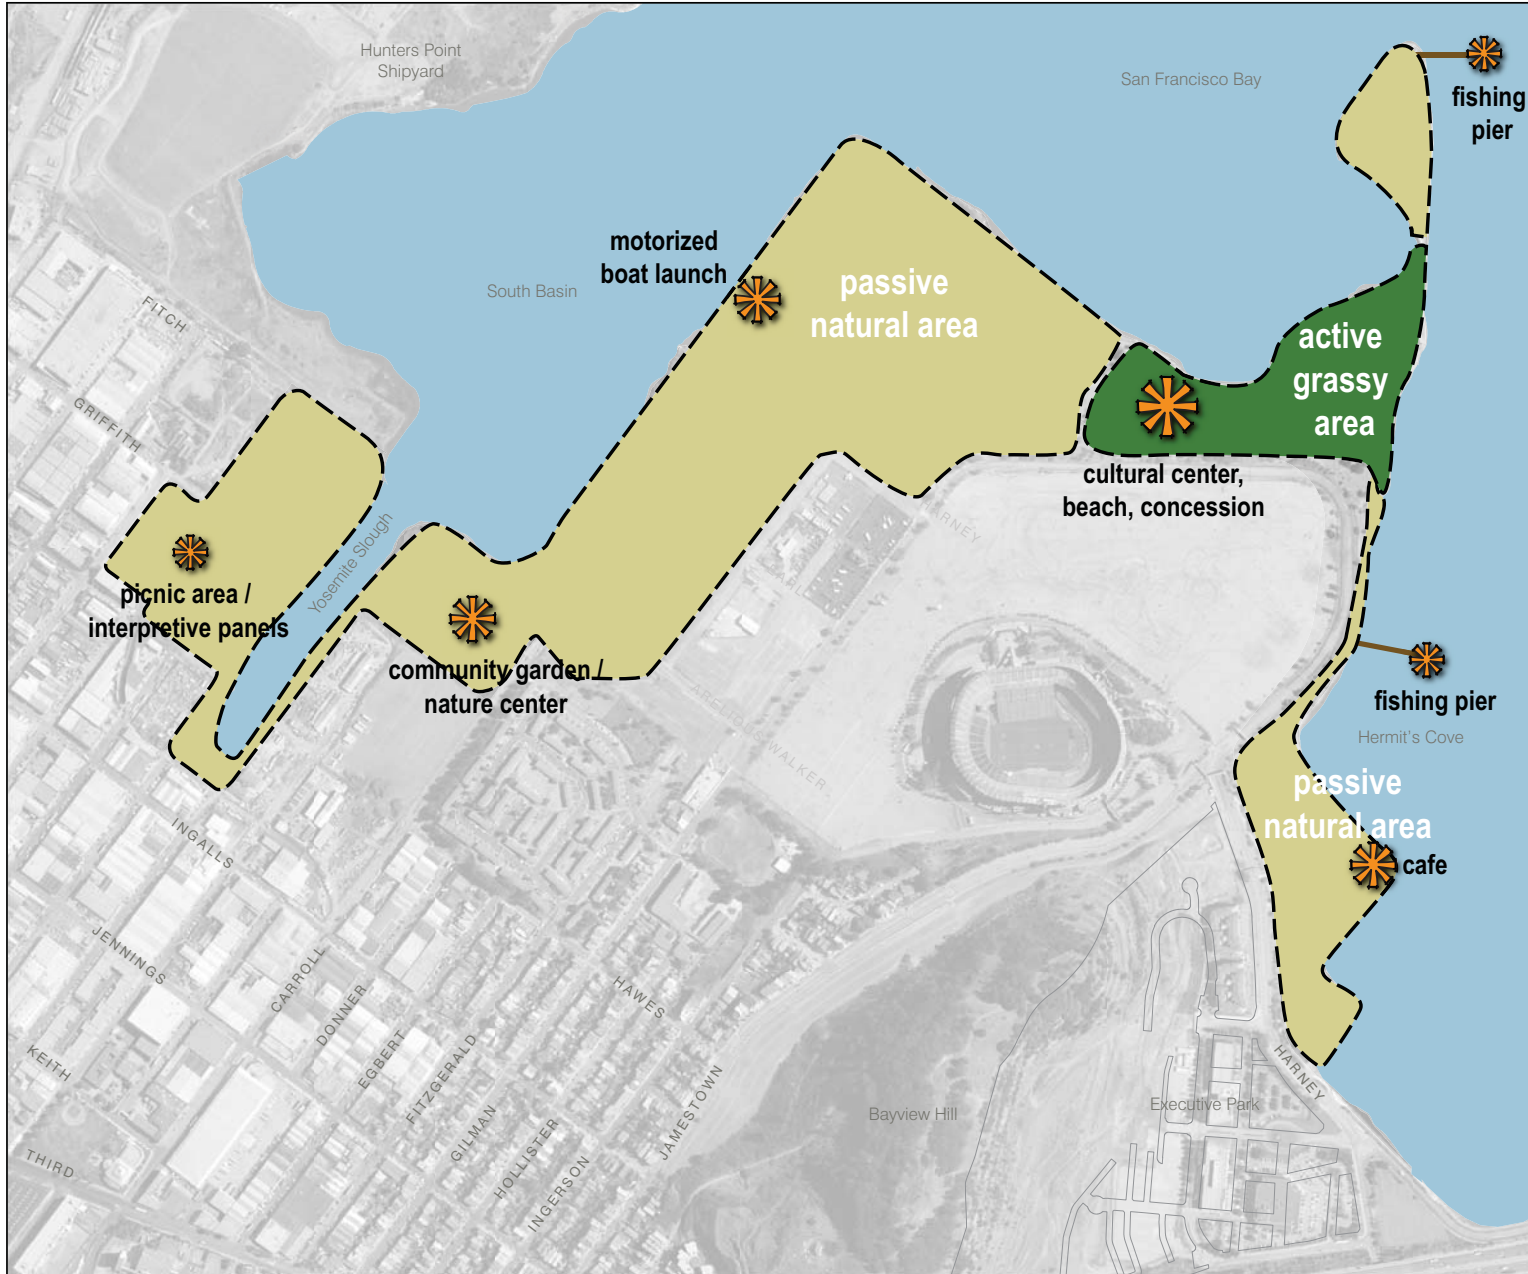 Hunters Point
Shipyard
San Francisco Bay
fishing
pier
motorized
boat launch
South Basin
passive
natural area
active
grassy
area
FITCH
GRIFFITH
cultural center,
beach, concession
HARNEY
Yosemite Slough
picnic area /
interpretive panels
community garden /
nature center
WALKER
fishing pier
Hermit's Cove
passive
natural area
cafe
INGALLS
JENNINGS
CARROLL
DONNER
EGBERT
FITZGERALD
GILMAN
HOLLISTER
INGERSON
HAWES
JAMESTOWN
KEITH
THIRD
Bayview Hill
Executive Park
HARNEY